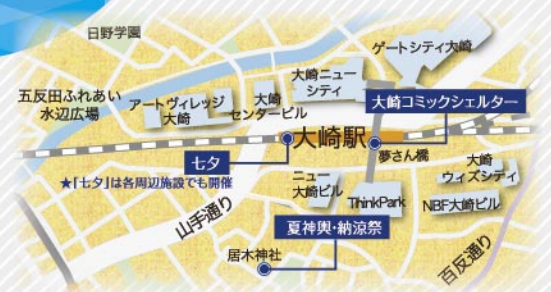 日野学園
ゲートシティ大崎
大崎ニュー
シティ
五反田ふれあい
水辺広場
アートヴィレッジ
大崎
大崎
センタービル
大崎コミックシェルター
大崎駅
七夕
★「七夕」は各周辺施設でも開催
夢さん橋
大崎
ウィズシティ
ニュー
大崎ビル
ThinkPark
NBF大崎ビル
山手通り
夏神輿・納涼祭
居木神社
百反通り